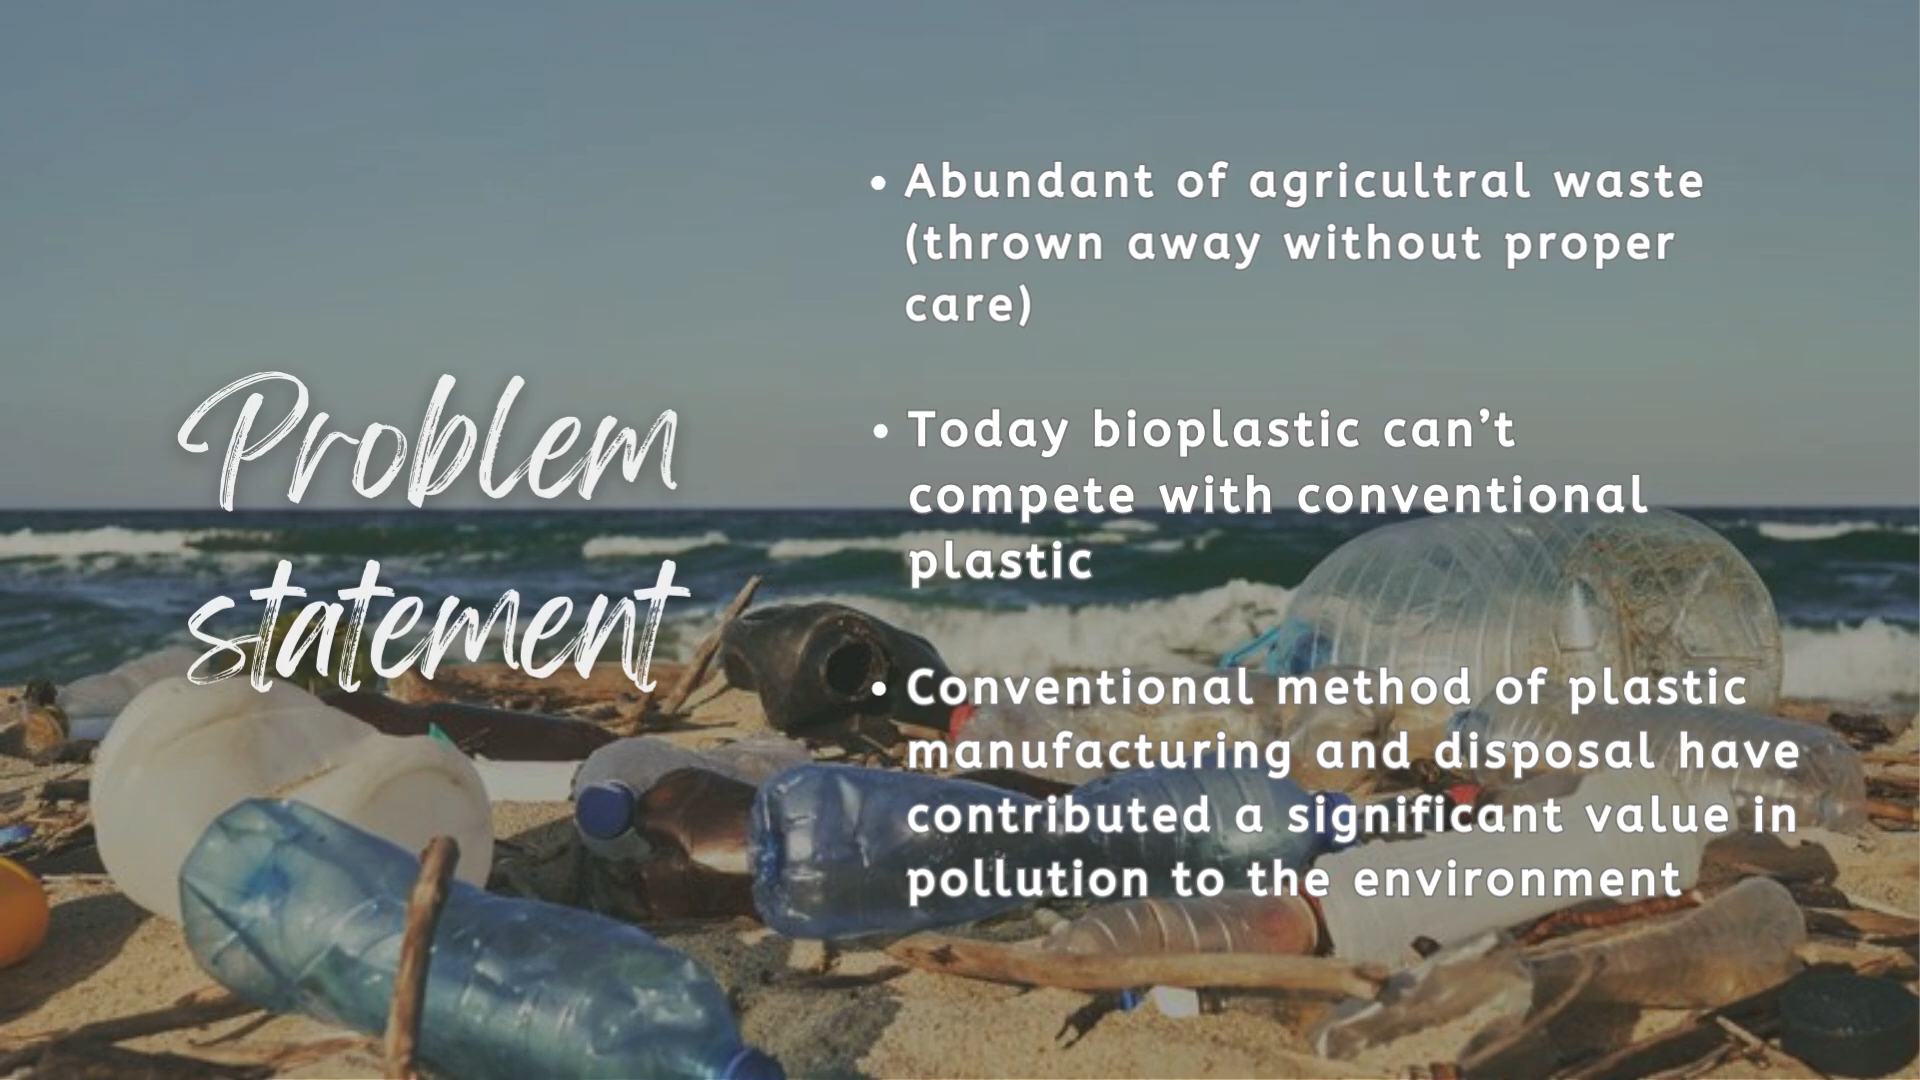 Problem
statement
• Abundant of agricultral waste
(thrown away without proper
care)
• Today bioplastic can’t
compete with conventional
plastic
• Conventional method of plastic
manufacturing and disposal have
contributed a significant value in
pollution to the environment